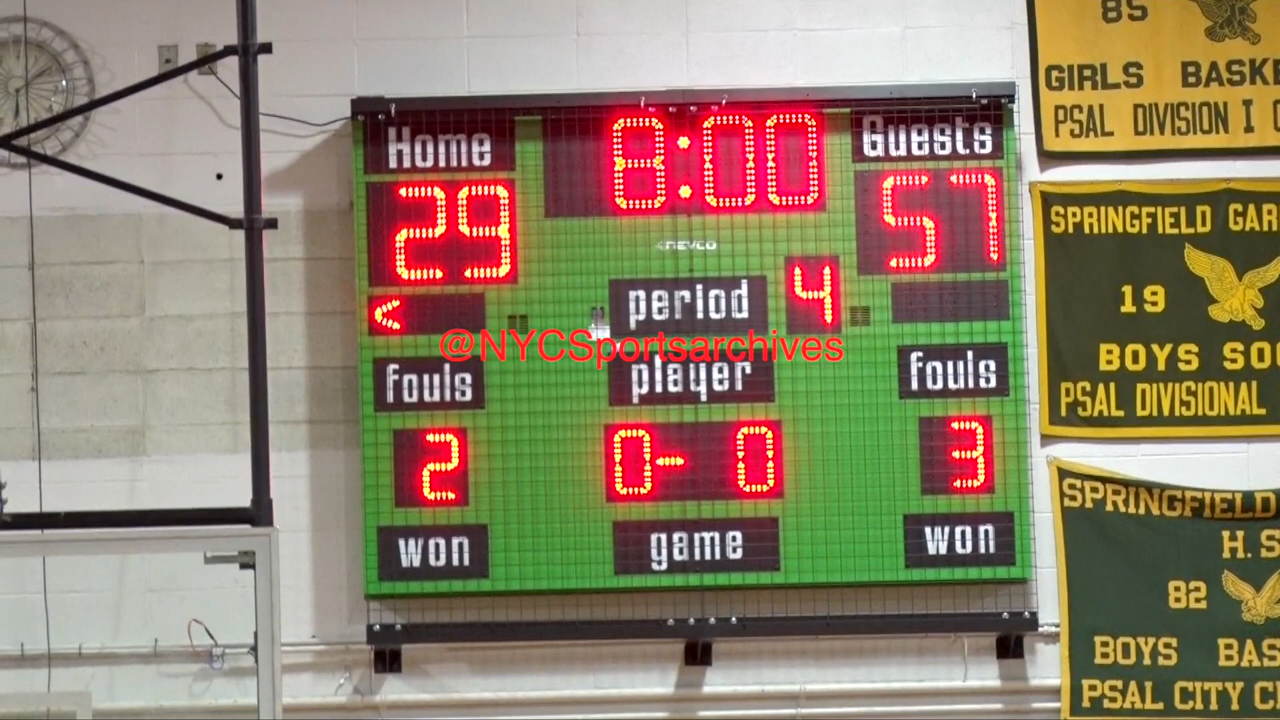 Home
8:00
Guests
29
57
NEVCO
<
period
4
@NYCSportsarchives
fouls
player
fouls
2
0-0
3
won
game
won
85
GIRLS BASKE
PSAL DIVISION I
SPRINGFIELD GAR
19
BOYS SOC
PSAL DIVISIONAL
SPRINGFIELD
H.S
82
BOYS BAS
PSAL CITY C